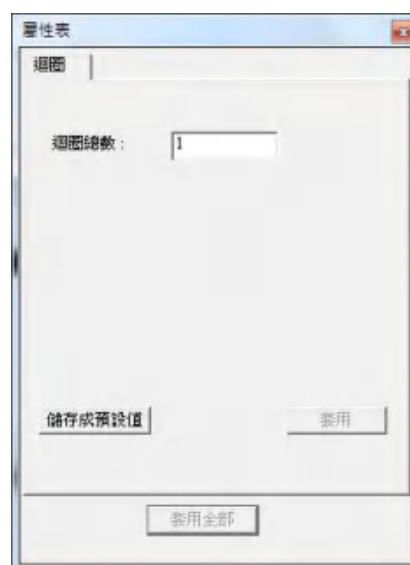 屬性表
迴圈
迴圈總數：
1
儲存成預設值
套用
套用全部